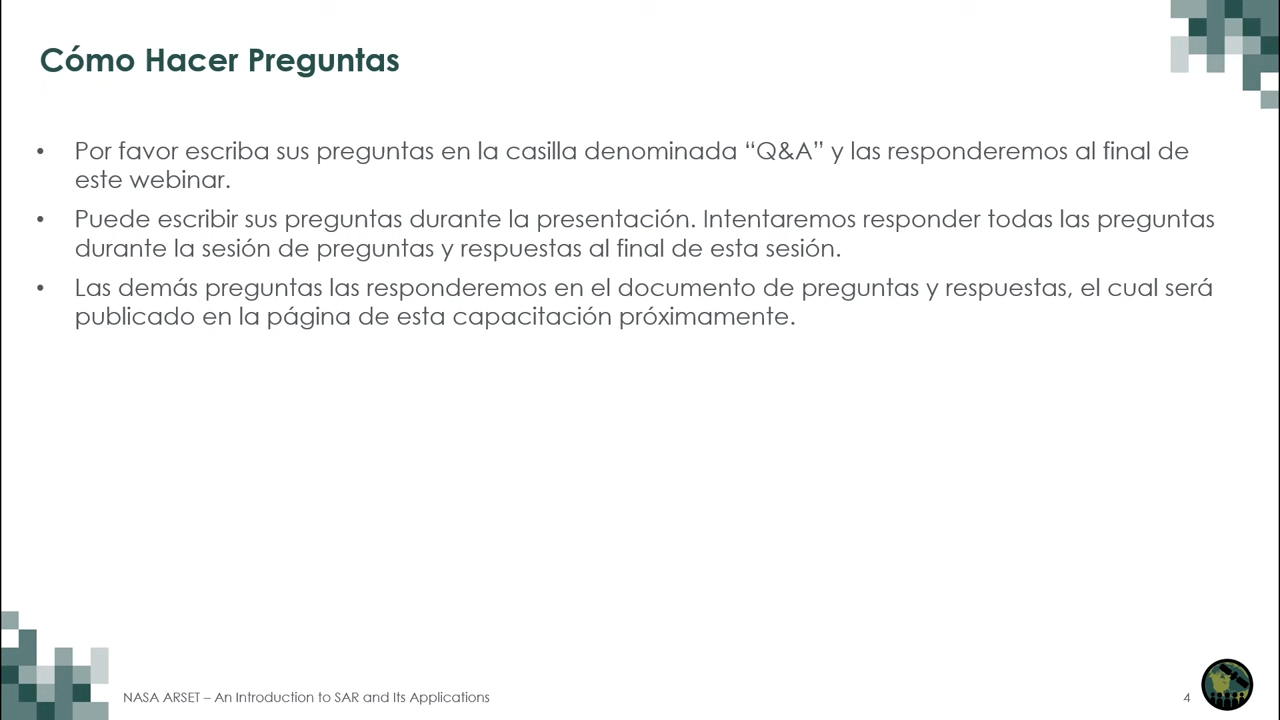 Cómo Hacer Preguntas
• Por favor escriba sus preguntas en la casilla denominada “Q&A” y las responderemos al final de
este webinar.
• Puede escribir sus preguntas durante la presentación. Intentaremos responder todas las preguntas
durante la sesión de preguntas y respuestas al final de esta sesión.
• Las demás preguntas las responderemos en el documento de preguntas y respuestas, el cual será
publicado en la página de esta capacitación próximamente.
NASA ARSET – An Introduction to SAR and Its Applications
4